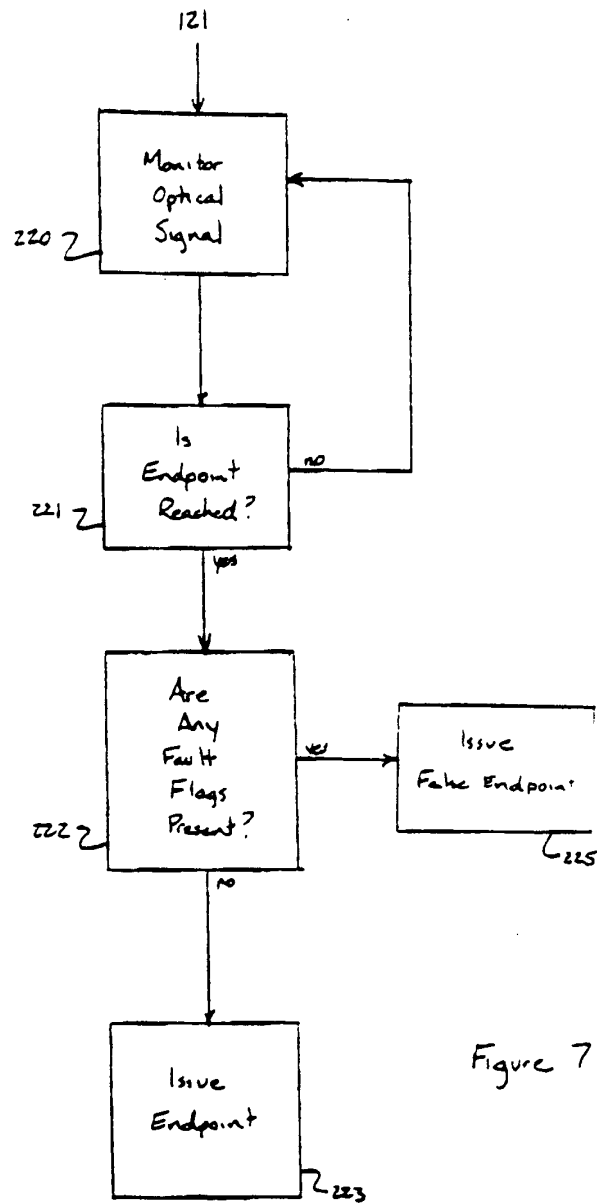 121
Monitor
Optical
Signal
220
Is
Endpoint
Reached?
no
221
yes
Are
Any
Fault
Flags
Present?
yes
Issue
False Endpoint
222
225
no
Issue
Endpoint
Figure 7
223